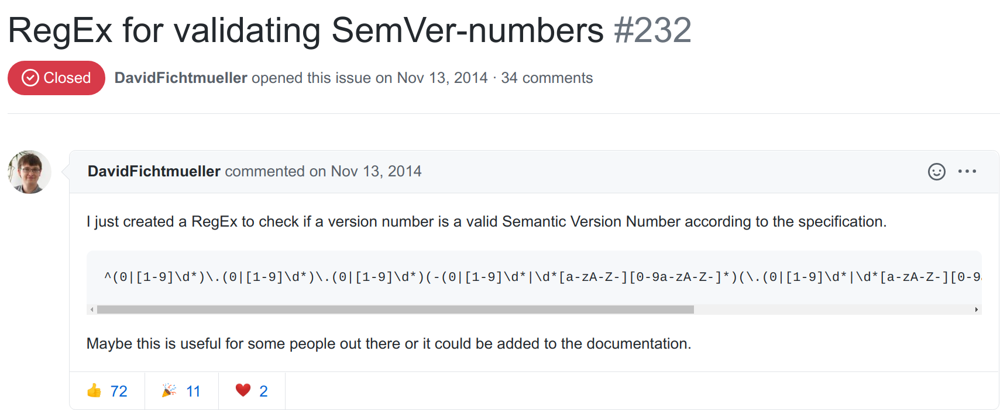 RegEx for validating SemVer-numbers #232
Closed DavidFichtmueller opened this issue on Nov 13, 2014 · 34 comments
DavidFichtmueller commented on Nov 13, 2014
I just created a RegEx to check if a version number is a valid Semantic Version Number according to the specification.
^(0|[1-9]\d*)\.(0|[1-9]\d*)\.(0|[1-9]\d*)(-(0|[1-9]\d*|\d*[a-zA-Z-][0-9a-zA-Z-]*)(\.(0|[1-9]\d*|\d*[a-zA-Z-][0-9
Maybe this is useful for some people out there or it could be added to the documentation.
👍 72 🎉 11 ❤️ 2